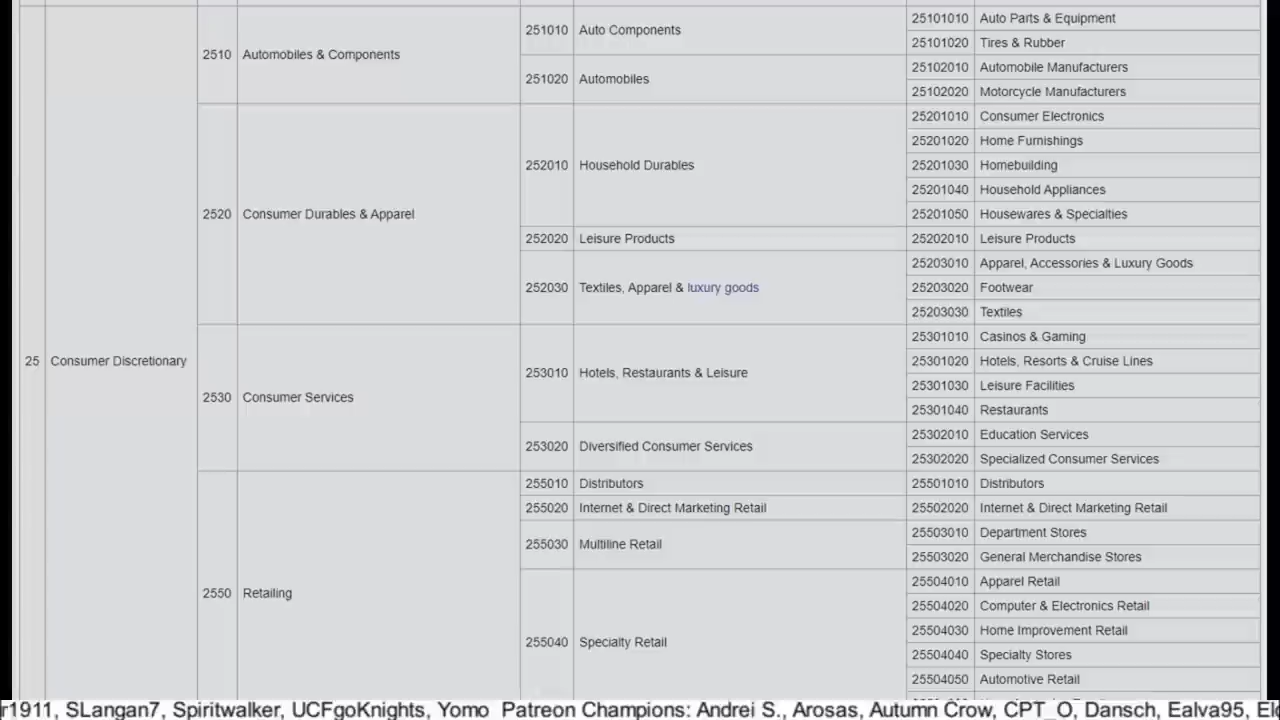 25 Consumer Discretionary
2510 Automobiles & Components
251010 Auto Components
25101010 Auto Parts & Equipment
25101020 Tires & Rubber
251020 Automobiles
25102010 Automobile Manufacturers
25102020 Motorcycle Manufacturers
2520 Consumer Durables & Apparel
252010 Household Durables
25201010 Consumer Electronics
25201020 Home Furnishings
25201030 Homebuilding
25201040 Household Appliances
25201050 Housewares & Specialties
252020 Leisure Products
25202010 Leisure Products
252030 Textiles, Apparel & luxury goods
25203010 Apparel, Accessories & Luxury Goods
25203020 Footwear
25203030 Textiles
2530 Consumer Services
253010 Hotels, Restaurants & Leisure
25301010 Casinos & Gaming
25301020 Hotels, Resorts & Cruise Lines
25301030 Leisure Facilities
25301040 Restaurants
253020 Diversified Consumer Services
25302010 Education Services
25302020 Specialized Consumer Services
2550 Retailing
255010 Distributors
25501010 Distributors
255020 Internet & Direct Marketing Retail
25502020 Internet & Direct Marketing Retail
255030 Multiline Retail
25503010 Department Stores
25503020 General Merchandise Stores
255040 Specialty Retail
25504010 Apparel Retail
25504020 Computer & Electronics Retail
25504030 Home Improvement Retail
25504040 Specialty Stores
25504050 Automotive Retail
r1911, SLangan7, Spiritwalker, UCFgoKnights, Yomo Patreon Champions: Andrei S., Arosas, Autumn Crow, CPT_O, Dansch, Ealva95,